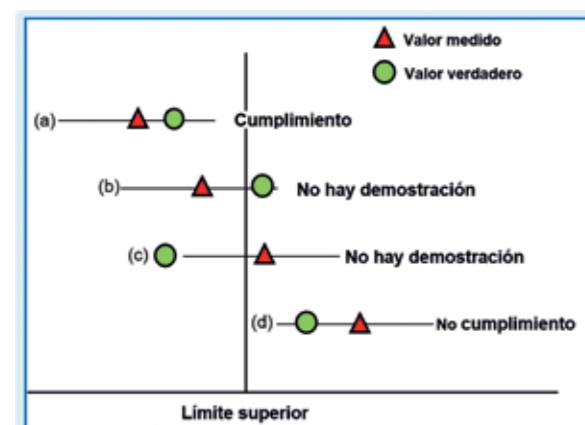 Valor medido
Valor verdadero
(a) Cumplimiento
(b) No hay demostración
(c) No hay demostración
(d) No cumplimiento
Límite superior